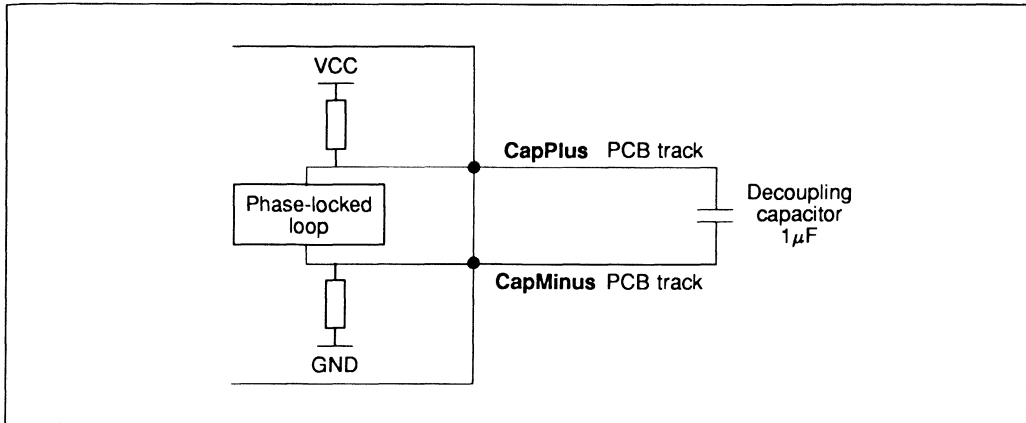 VCC
CapPlus PCB track
Phase-locked
loop
Decoupling
capacitor
1μF
CapMinus PCB track
GND